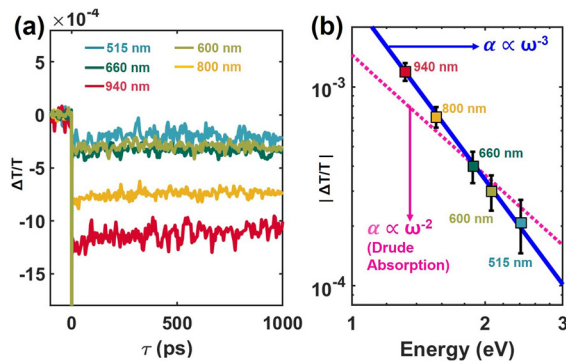 (a)
×10⁻⁴
515 nm
600 nm
660 nm
800 nm
940 nm
5
0
-5
-10
-15
ΔT/T
0
500
1000
τ (ps)
(b)
α ∝ ω⁻³
940 nm
800 nm
660 nm
600 nm
515 nm
α ∝ ω⁻²
(Drude
Absorption)
10⁻³
10⁻⁴
|ΔT/T|
1
2
3
Energy (eV)